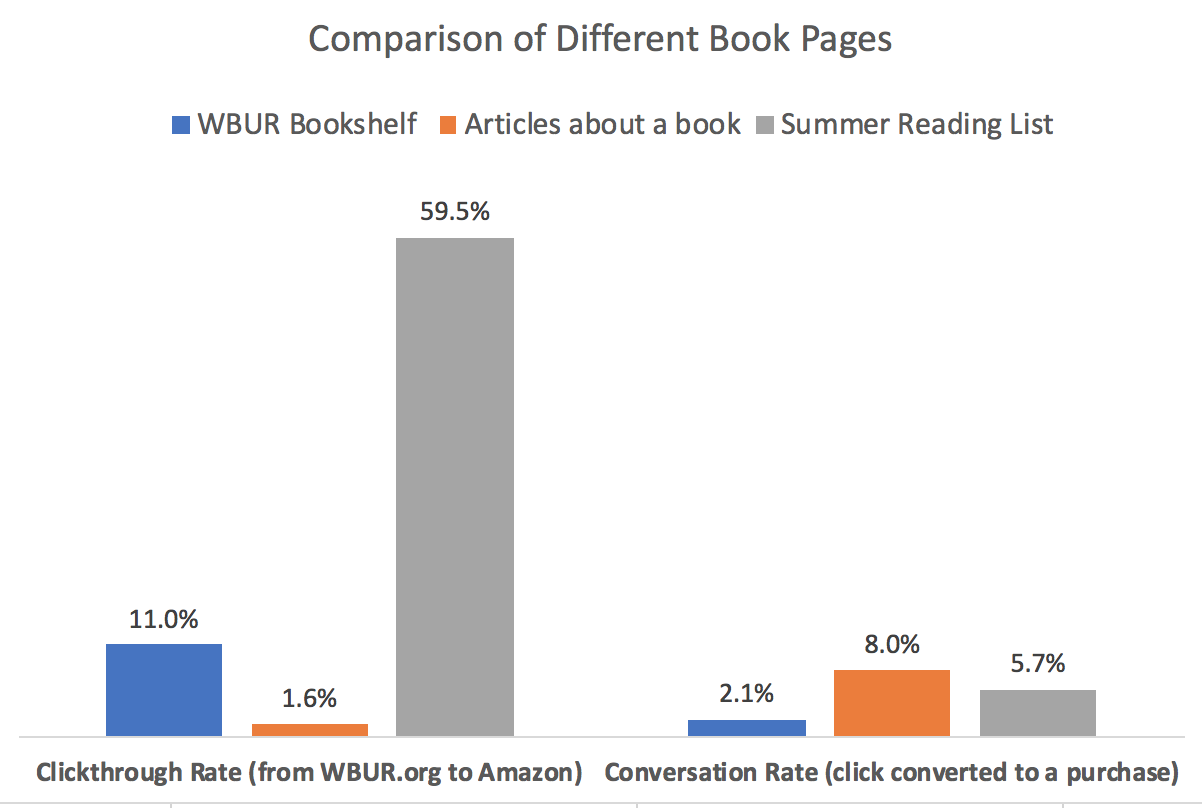 Comparison of Different Book Pages
WBUR Bookshelf Articles about a book Summer Reading List
59.5%
11.0%
1.6%
8.0%
5.7%
2.1%
Clickthrough Rate (from WBUR.org to Amazon) Conversation Rate (click converted to a purchase)